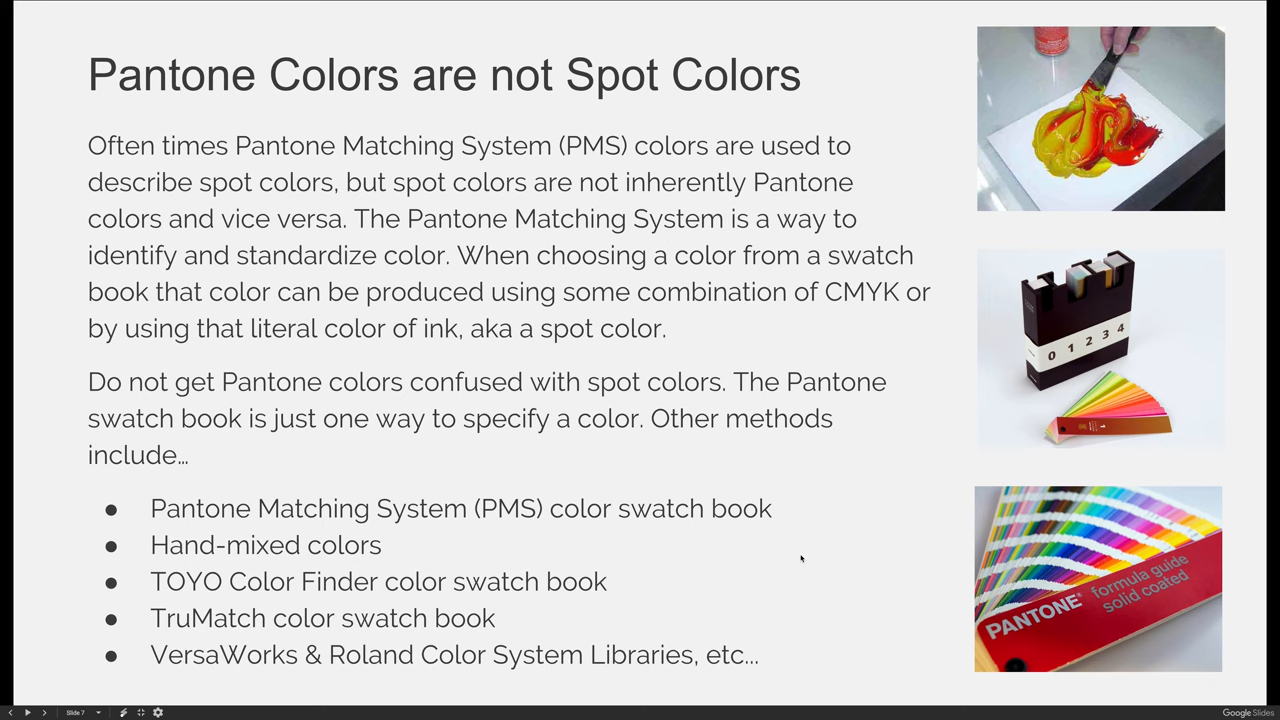 Pantone Colors are not Spot Colors
Often times Pantone Matching System (PMS) colors are used to
describe spot colors, but spot colors are not inherently Pantone
colors and vice versa. The Pantone Matching System is a way to
identify and standardize color. When choosing a color from a swatch
book that color can be produced using some combination of CMYK or
by using that literal color of ink, aka a spot color.
Do not get Pantone colors confused with spot colors. The Pantone
swatch book is just one way to specify a color. Other methods
include…
● Pantone Matching System (PMS) color swatch book
● Hand-mixed colors
● TOYO Color Finder color swatch book
● TruMatch color swatch book
● VersaWorks & Roland Color System Libraries, etc...
0 1 2 3 4
1
PANTONE® formula guide
solid coated
Slide 7
Google Slides